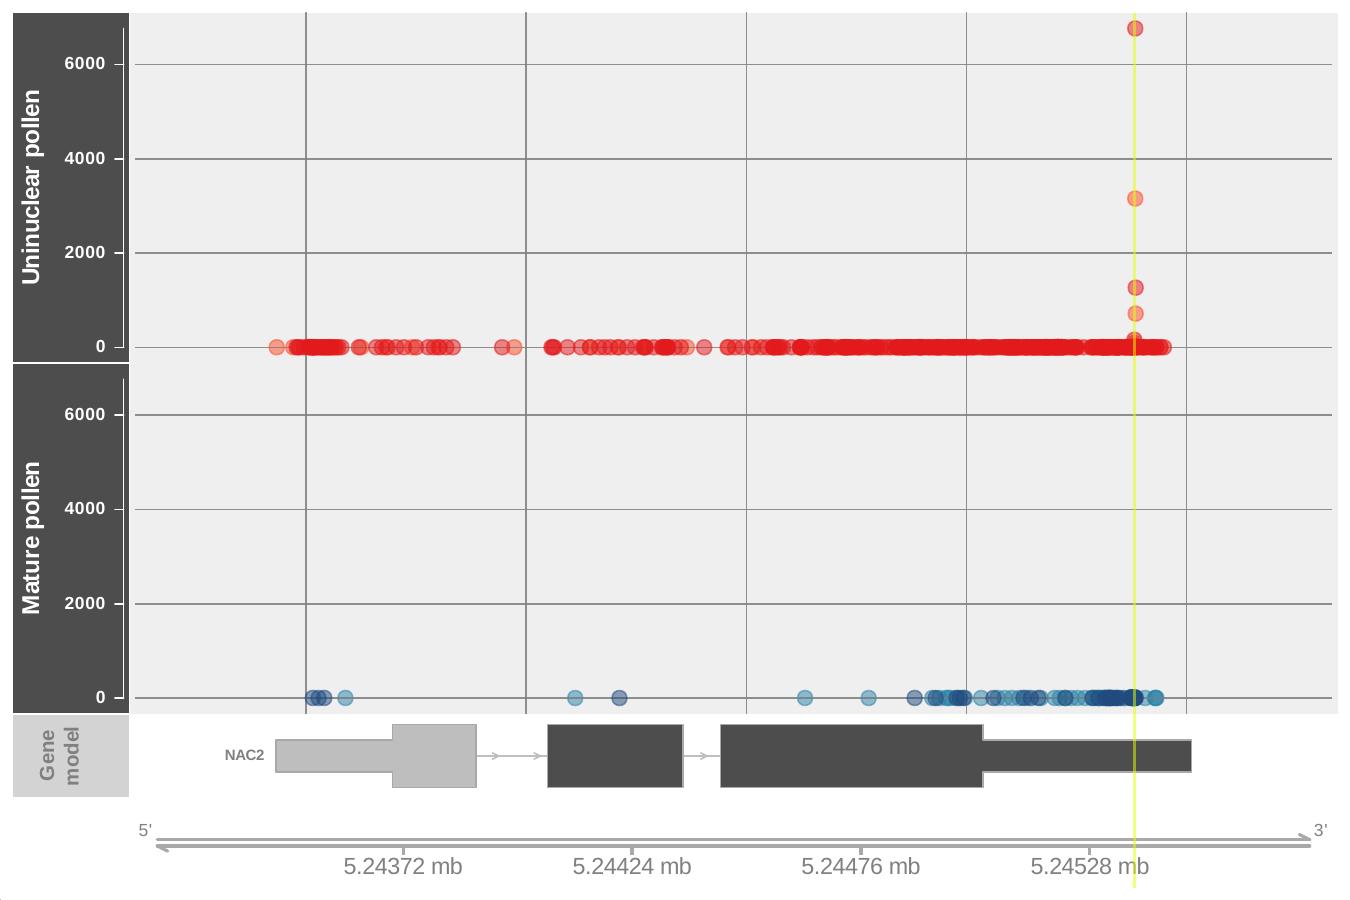 Uninuclear pollen
6000
4000
2000
0
Mature pollen
6000
4000
2000
0
Gene
model
NAC2
5'
3'
5.24372 mb
5.24424 mb
5.24476 mb
5.24528 mb